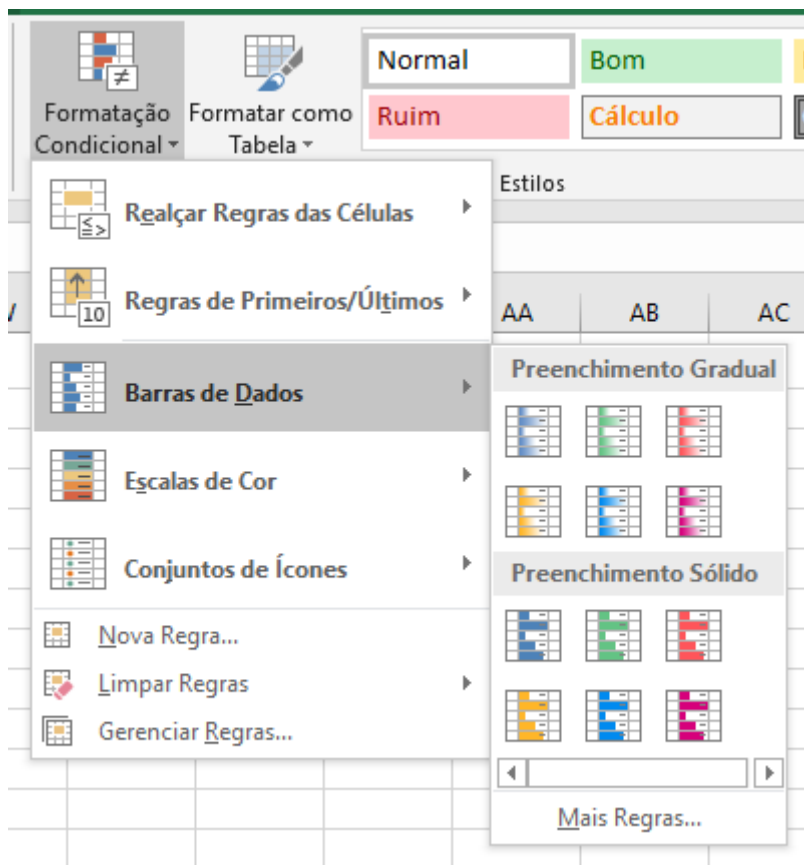 Formatação Condicional
Formatar como Tabela
Normal
Bom
Ruim
Cálculo
Estilos
Realçar Regras das Células
Regras de Primeiros/Últimos
10
Barras de Dados
Escalas de Cor
Conjuntos de Ícones
Nova Regra...
Limpar Regras
Gerenciar Regras...
AA AB AC
Preenchimento Gradual
Preenchimento Sólido
Mais Regras...